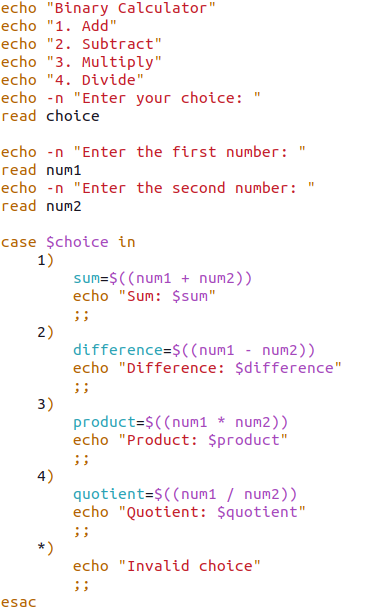 echo "Binary Calculator"
echo "1. Add"
echo "2. Subtract"
echo "3. Multiply"
echo "4. Divide"
echo -n "Enter your choice: "
read choice

echo -n "Enter the first number: "
read num1
echo -n "Enter the second number: "
read num2

case $choice in
    1)
        sum=$((num1 + num2))
        echo "Sum: $sum"
        ;;
    2)
        difference=$((num1 - num2))
        echo "Difference: $difference"
        ;;
    3)
        product=$((num1 * num2))
        echo "Product: $product"
        ;;
    4)
        quotient=$((num1 / num2))
        echo "Quotient: $quotient"
        ;;
    *)
        echo "Invalid choice"
        ;;
esac